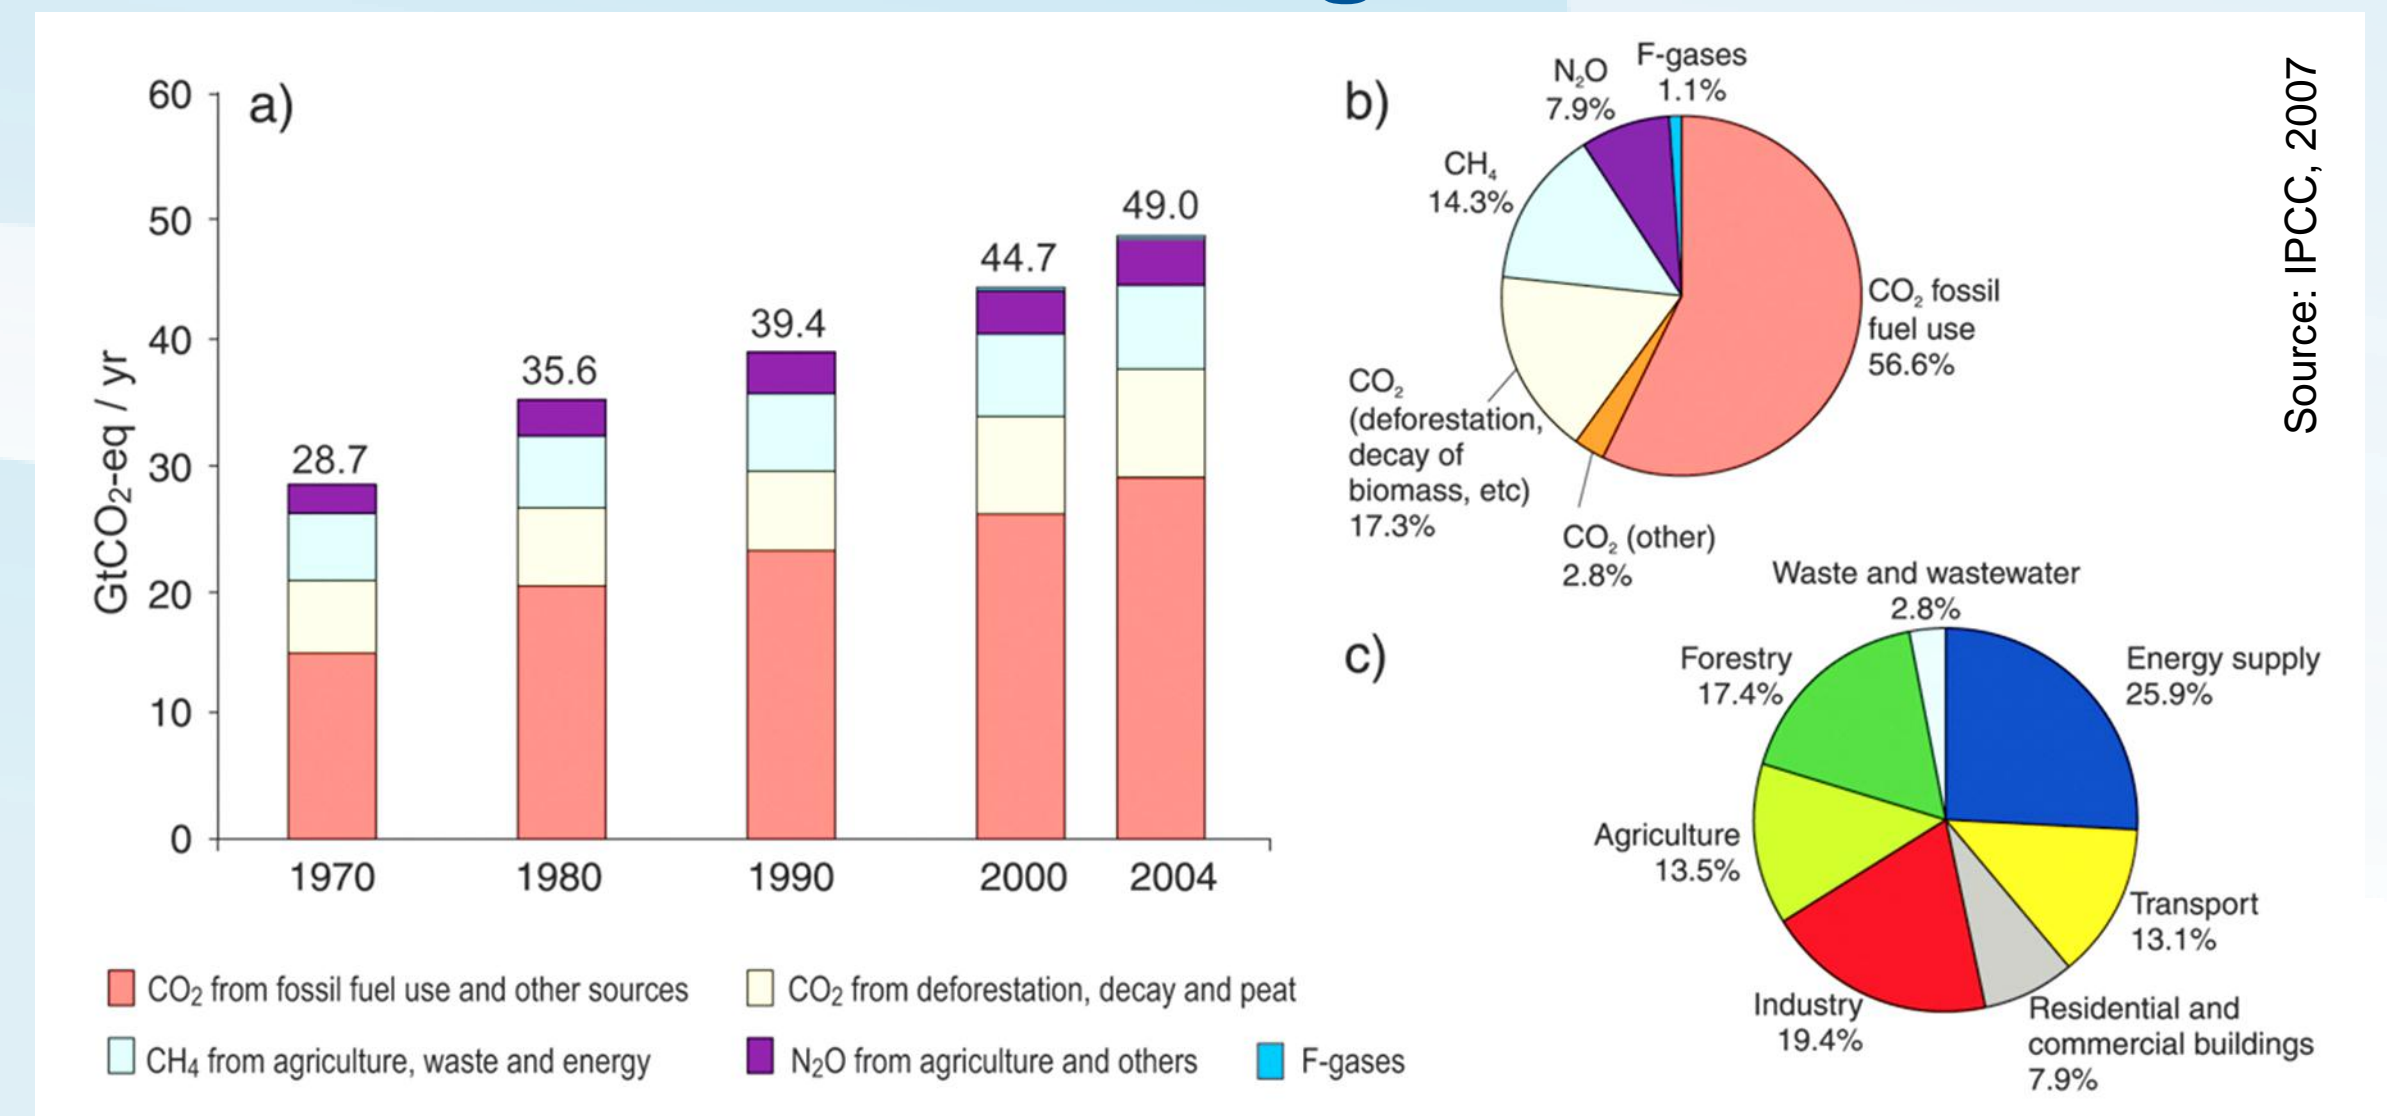 a)
60
50
40
30
20
10
0
GtCO₂-eq / yr
28.7
35.6
39.4
44.7
49.0
1970
1980
1990
2000
2004
CO₂ from fossil fuel use and other sources
CO₂ from deforestation, decay and peat
CH₄ from agriculture, waste and energy
N₂O from agriculture and others
F-gases
b)
F-gases
1.1%
N₂O
7.9%
CH₄
14.3%
CO₂ fossil
fuel use
56.6%
CO₂
(deforestation,
decay of
biomass, etc)
17.3%
CO₂ (other)
2.8%
c)
Waste and wastewater
2.8%
Forestry
17.4%
Energy supply
25.9%
Agriculture
13.5%
Transport
13.1%
Industry
19.4%
Residential and
commercial buildings
7.9%
Source: IPCC, 2007